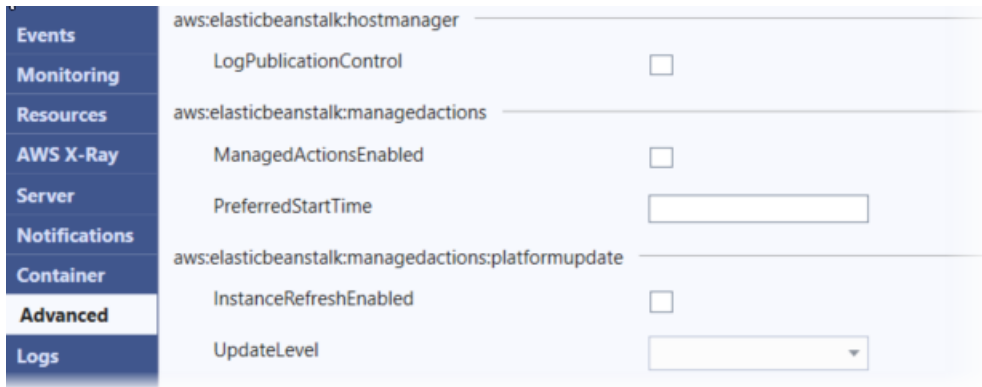 Events
Monitoring
Resources
AWS X-Ray
Server
Notifications
Container
Advanced
Logs
aws:elasticbeanstalk:hostmanager
LogPublicationControl
aws:elasticbeanstalk:managedactions
ManagedActionsEnabled
PreferredStartTime
aws:elasticbeanstalk:managedactions:platformupdate
InstanceRefreshEnabled
UpdateLevel